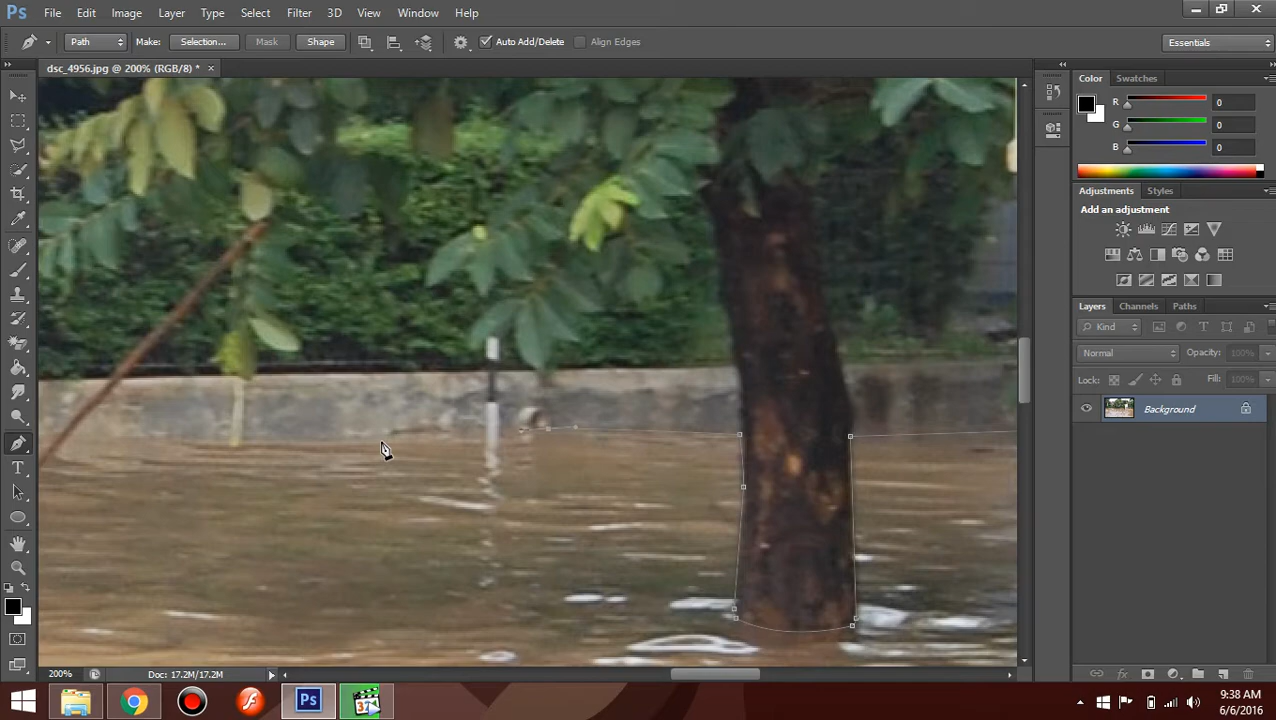 Ps File Edit Image Layer Type Select Filter 3D View Window Help
Path Make: Selection... Mask Shape Auto Add/Delete Align Edges Essentials
dsc_4956.jpg @ 200% (RGB/8) * ×
Color Swatches
R 0
G 0
B 0
Adjustments Styles
Add an adjustment
Layers Channels Paths
Kind
Normal Opacity: 100%
Lock: Fill: 100%
Background
200% Doc: 17.2M/17.2M
Ps
9:38 AM
6/6/2016